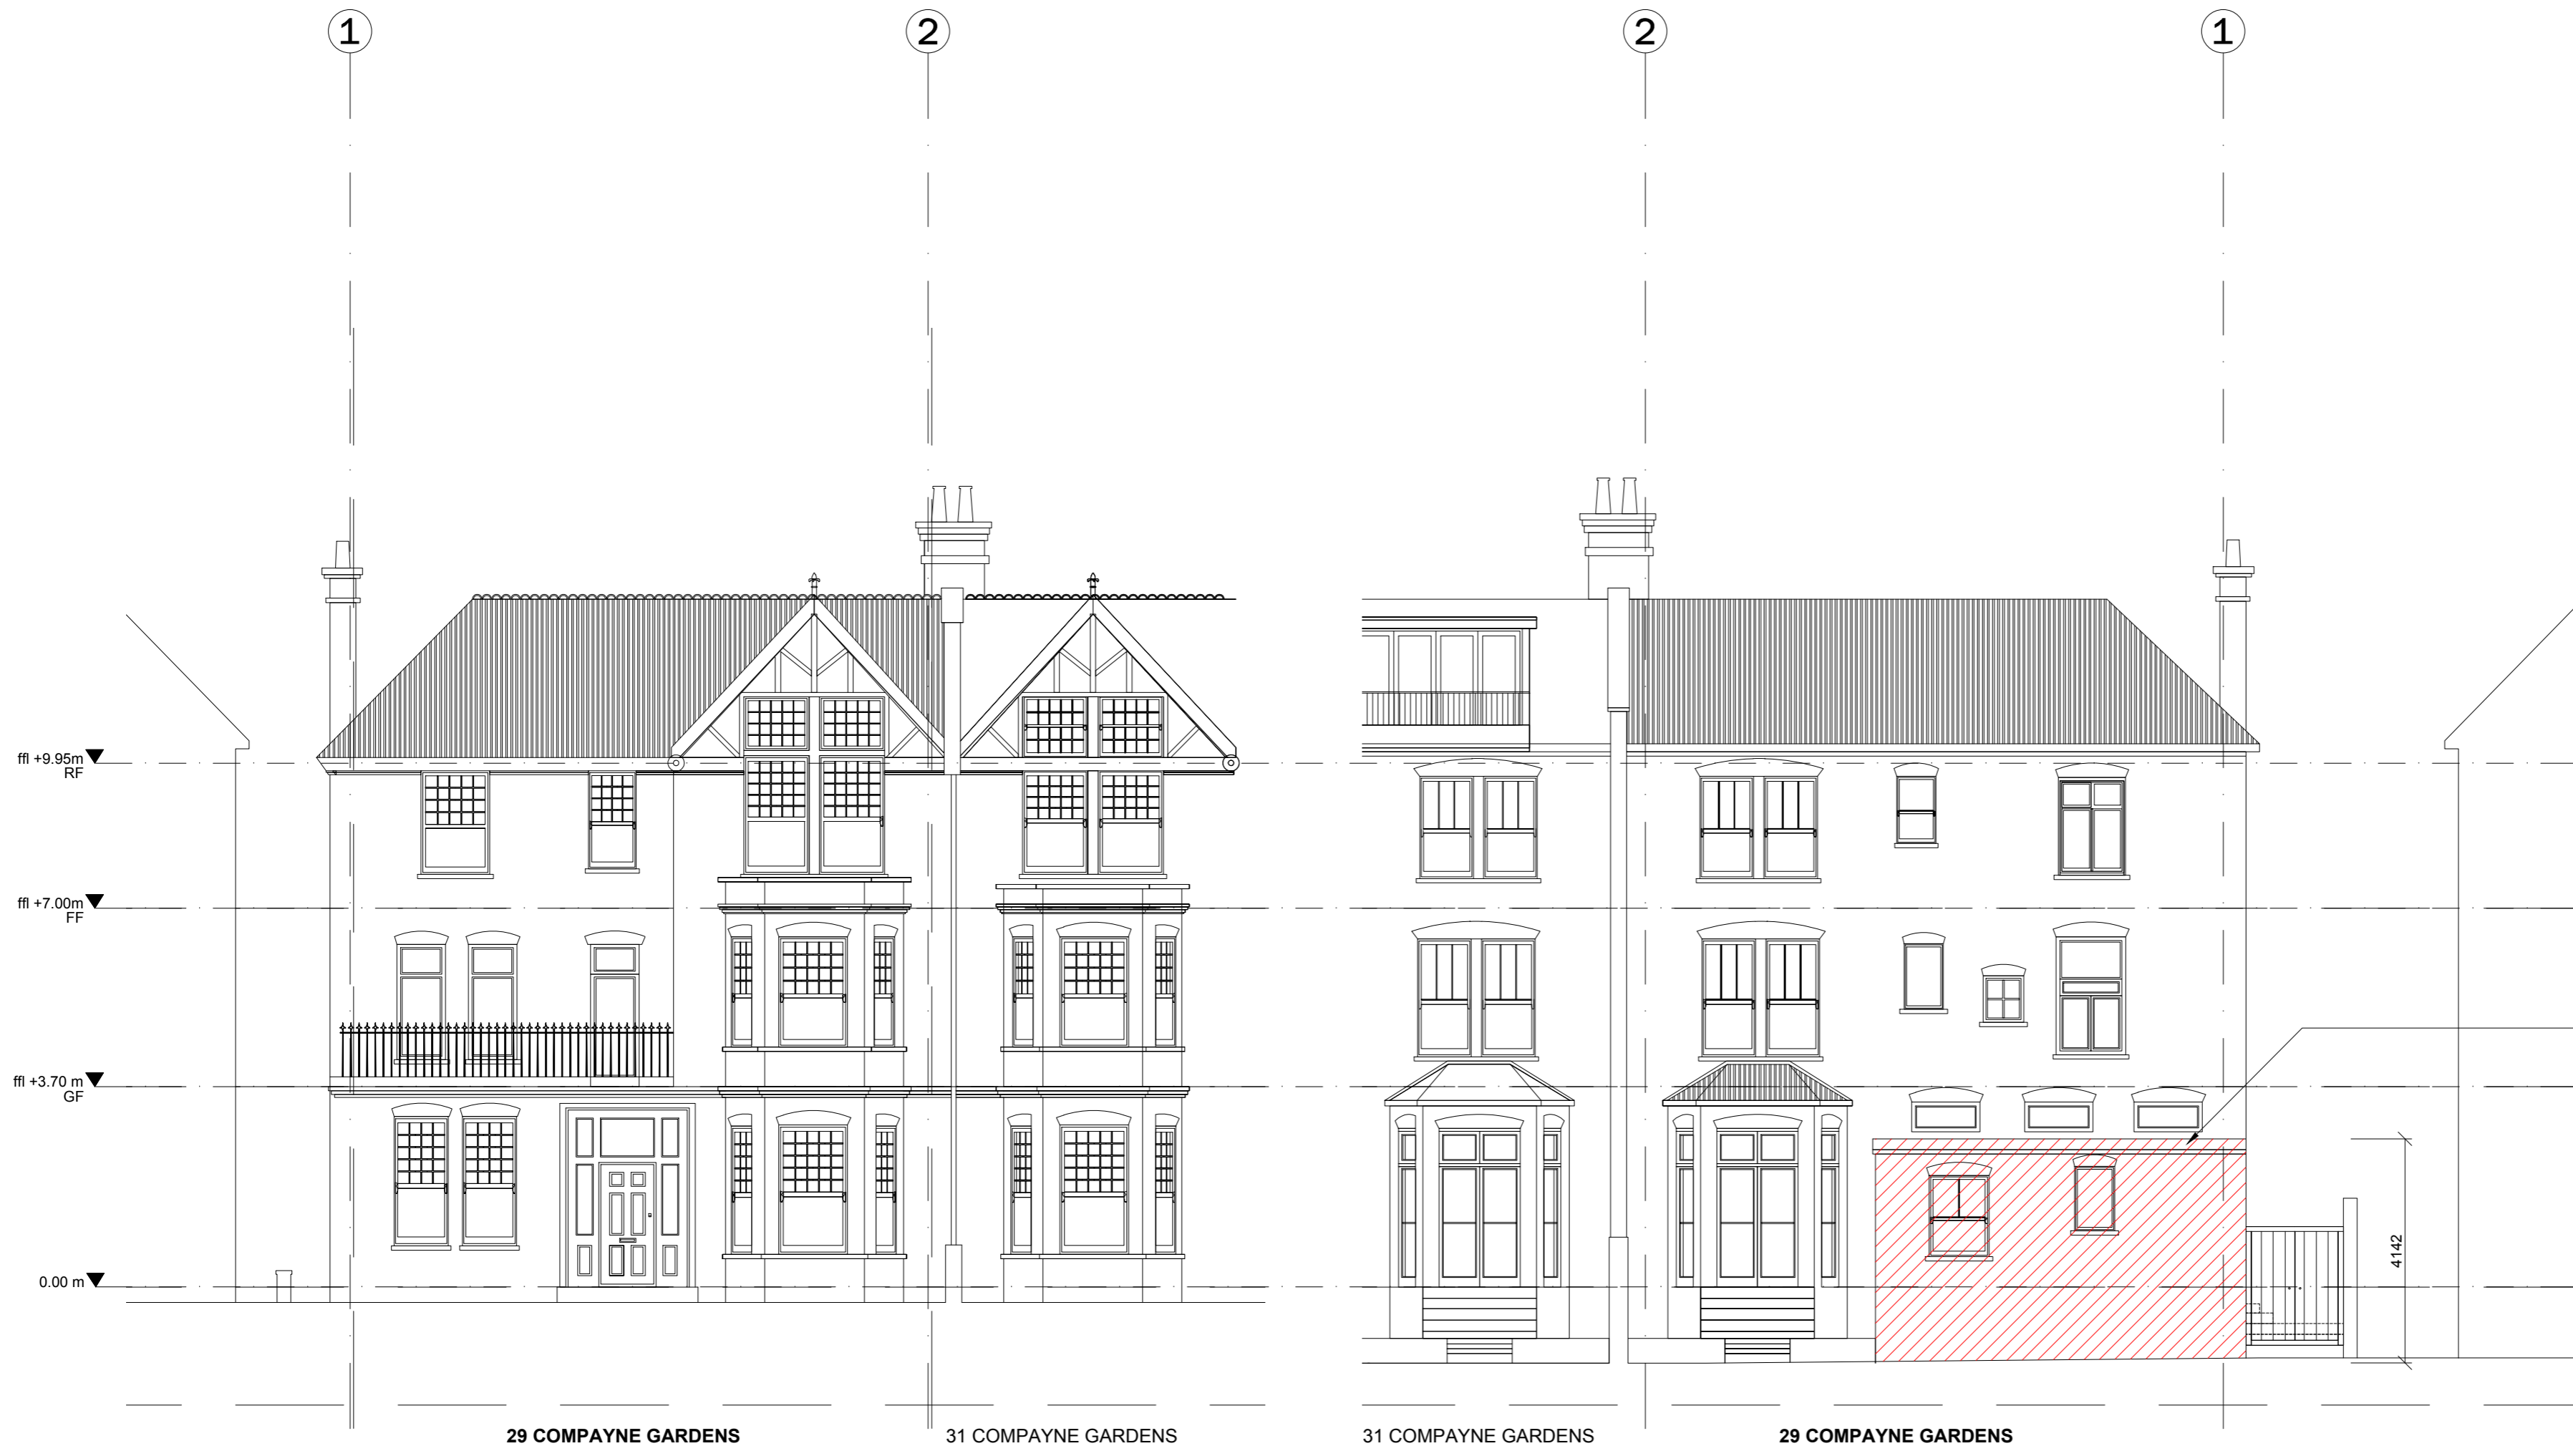 1
2
2
1
ffl +9.95m
RF
ffl +7.00m
FF
ffl +3.70 m
GF
0.00 m
4142
29 COMPAYNE GARDENS
31 COMPAYNE GARDENS
31 COMPAYNE GARDENS
29 COMPAYNE GARDENS